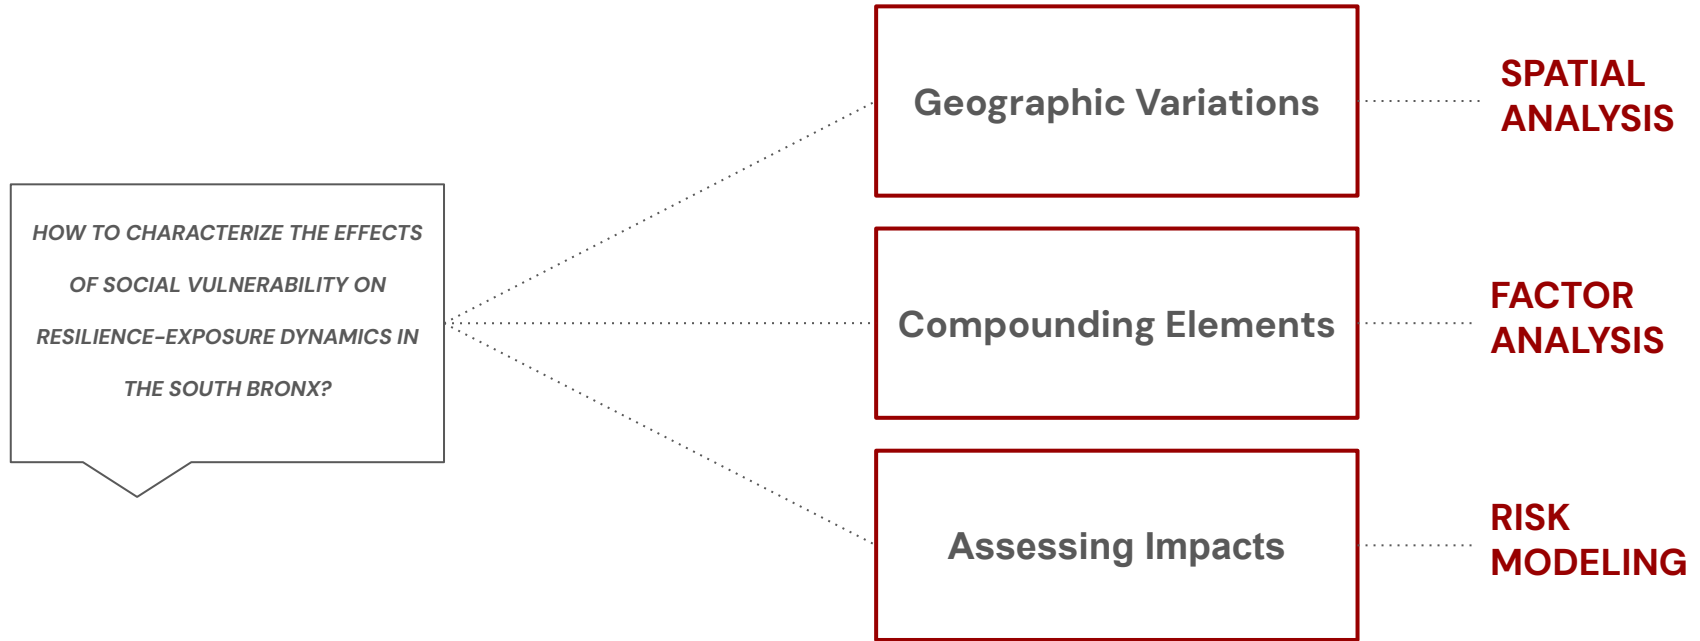 HOW TO CHARACTERIZE THE EFFECTS
OF SOCIAL VULNERABILITY ON
RESILIENCE-EXPOSURE DYNAMICS IN
THE SOUTH BRONX?
Geographic Variations
SPATIAL
ANALYSIS
Compounding Elements
FACTOR
ANALYSIS
Assessing Impacts
RISK
MODELING